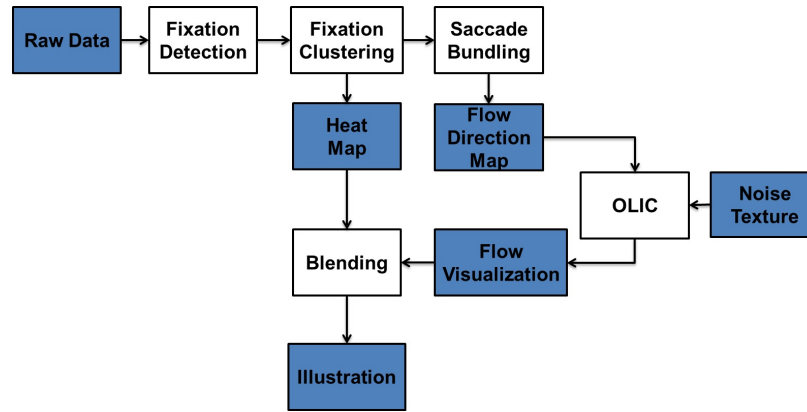 Raw Data
Fixation
Detection
Fixation
Clustering
Saccade
Bundling
Heat
Map
Flow
Direction
Map
OLIC
Noise
Texture
Blending
Flow
Visualization
Illustration